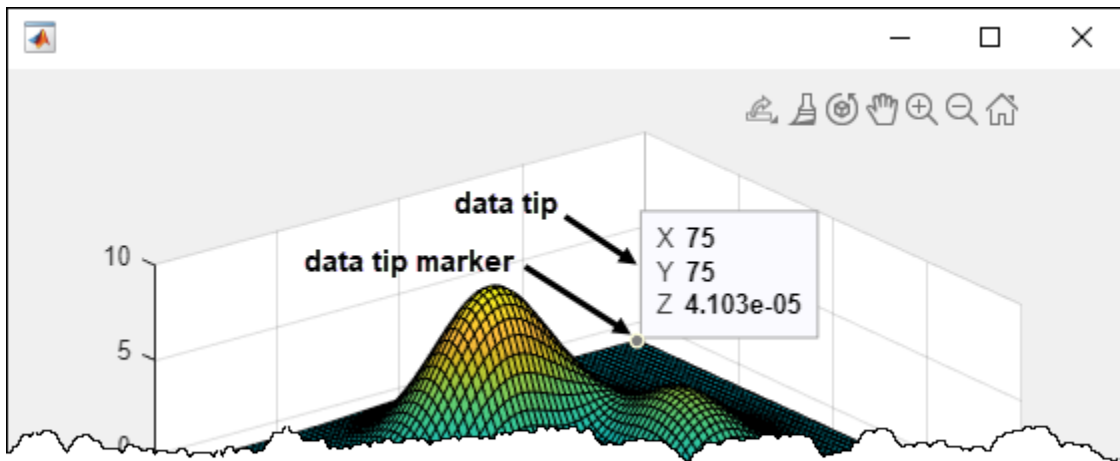 data tip
X 75
Y 75
Z 4.103e-05
data tip marker
10
5
0